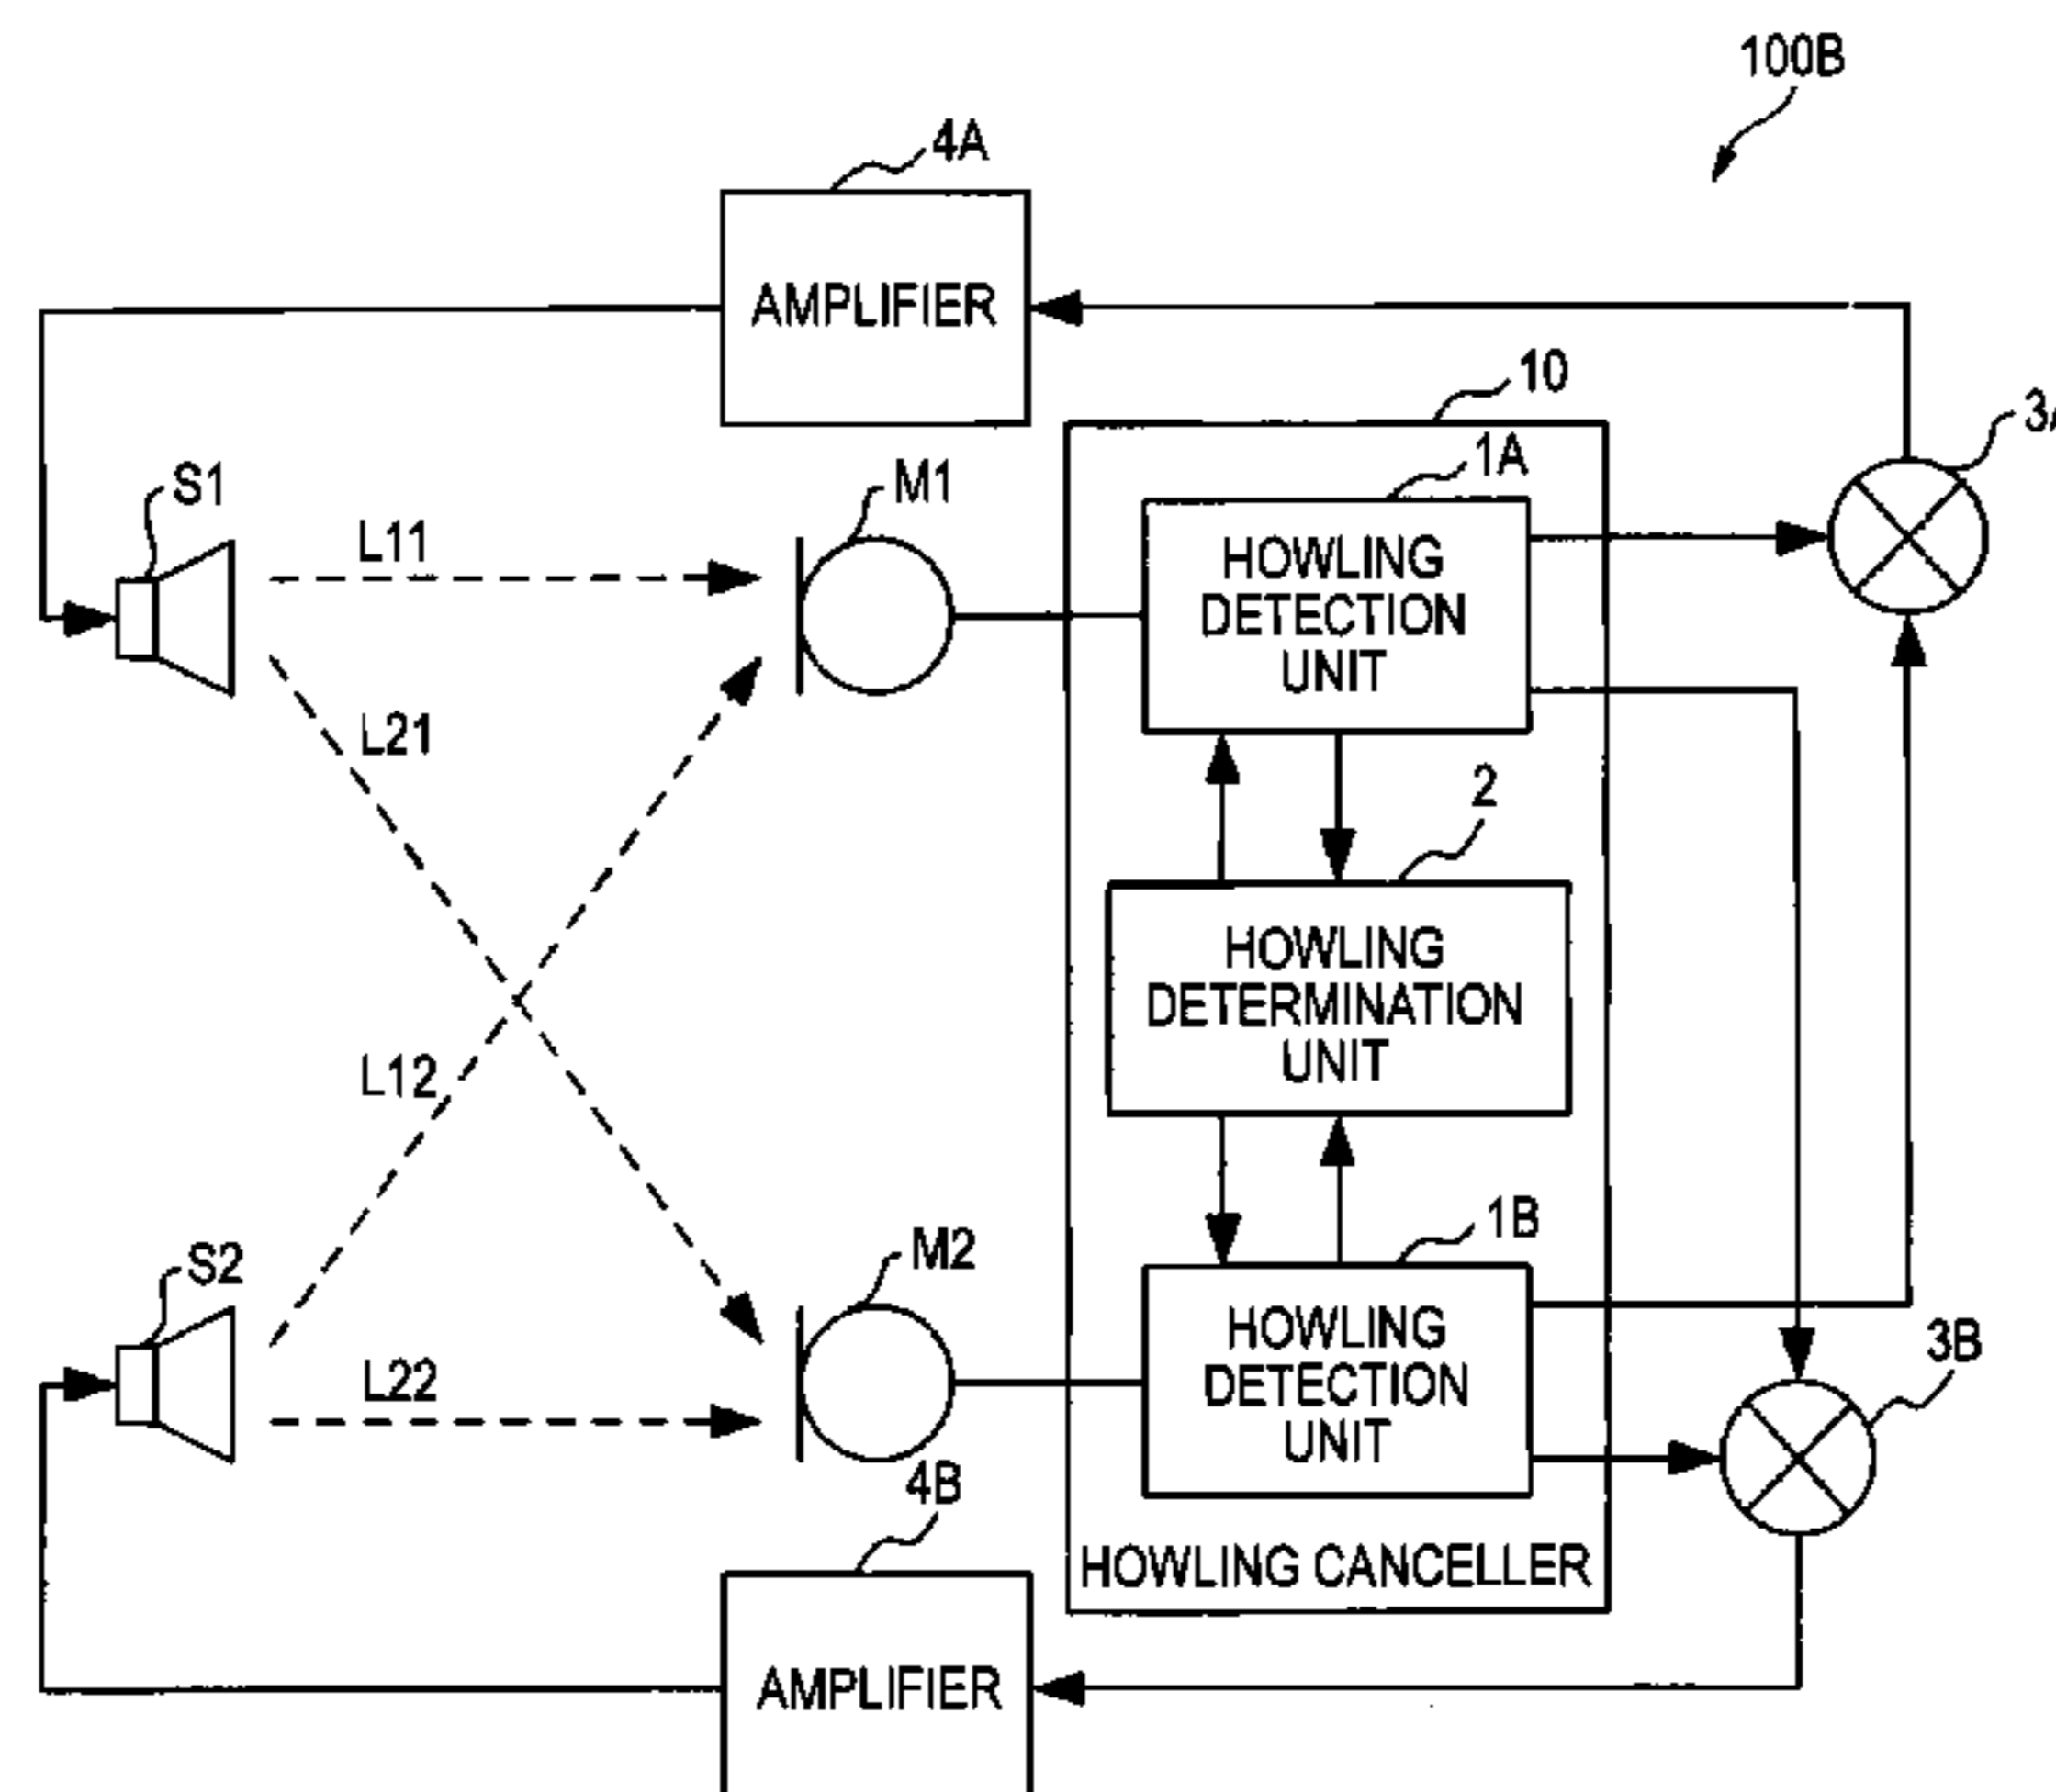 100B
4A
AMPLIFIER
10
3A
1A
S1
M1
L11
HOWLING
DETECTION
UNIT
L21
2
HOWLING
DETERMINATION
UNIT
L12
1B
S2
M2
3B
L22
HOWLING
DETECTION
UNIT
4B
HOWLING CANCELLER
AMPLIFIER